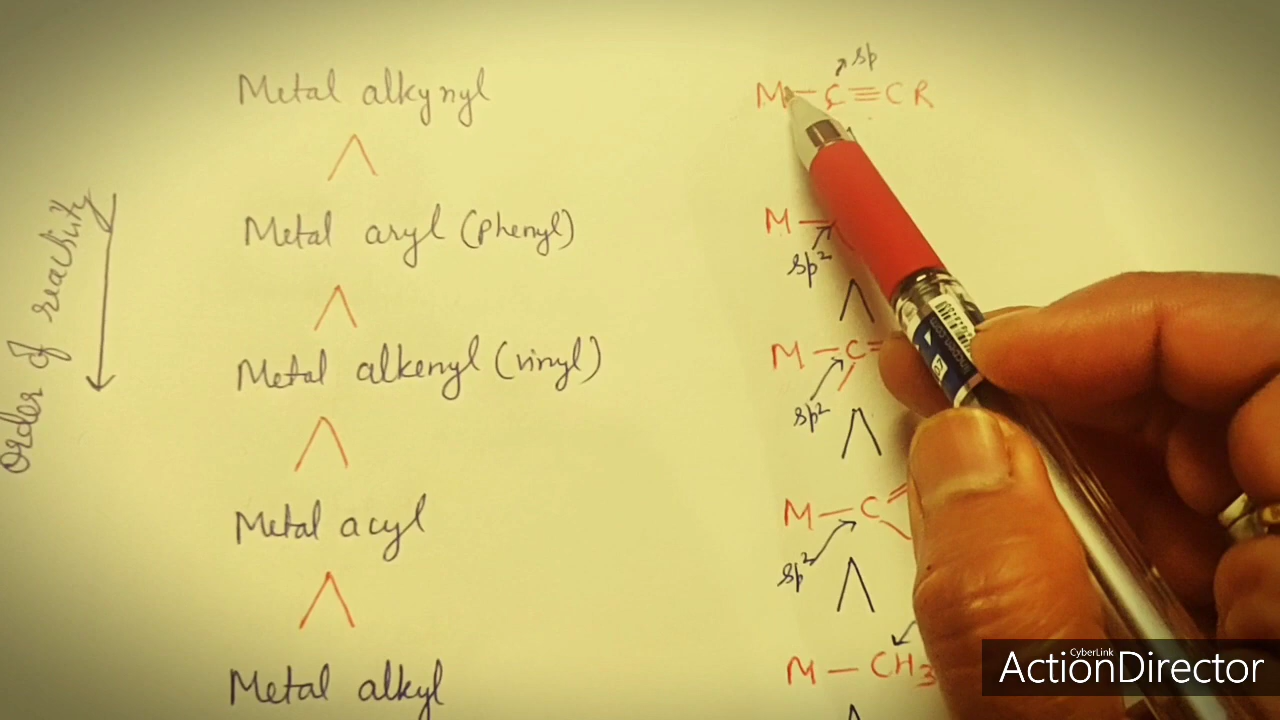 Metal alkynyl
M — C ≡ CR
sp
Metal aryl (phenyl)
M —
sp²
Metal alkenyl (vinyl)
M — C =
sp²
Metal acyl
M — C
sp²
Metal alkyl
M — CH₃
Order of reactivity
CyberLink
ActionDirector